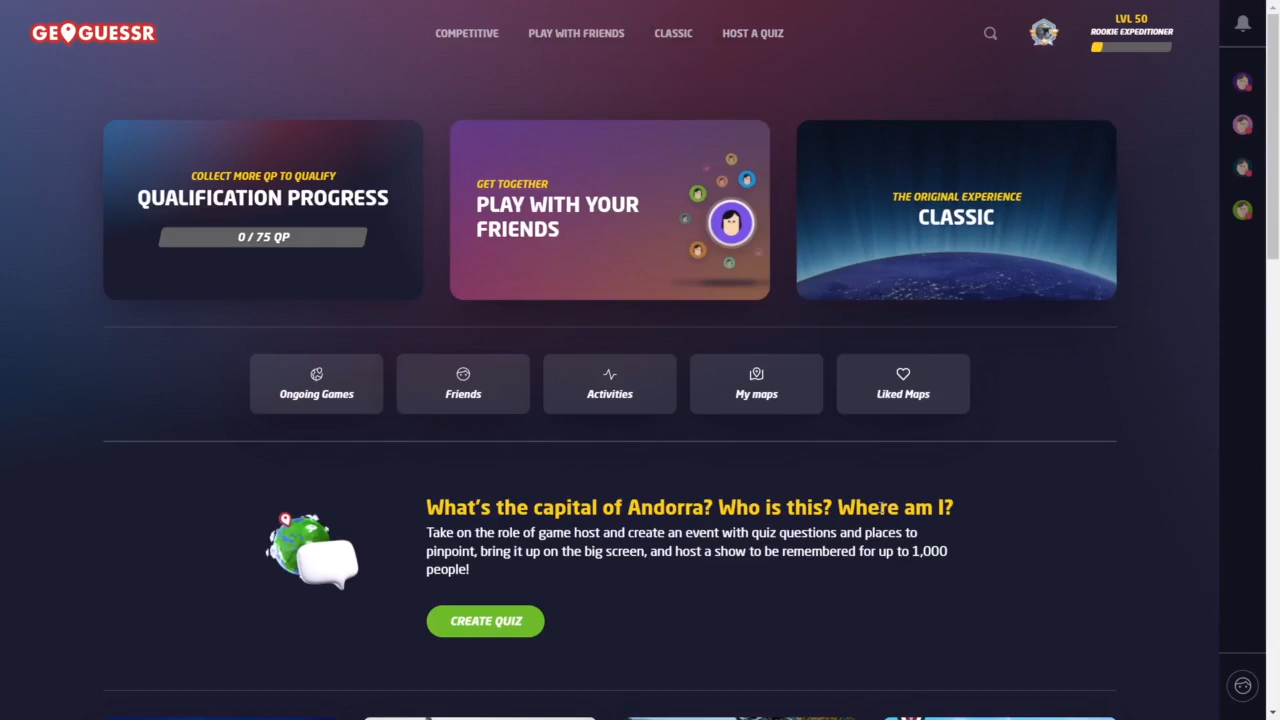 GEOGUESSR
COMPETITIVE
PLAY WITH FRIENDS
CLASSIC
HOST A QUIZ
LVL 50
ROOKIE EXPEDITIONER
COLLECT MORE QP TO QUALIFY
QUALIFICATION PROGRESS
0 / 75 QP
GET TOGETHER
PLAY WITH YOUR
FRIENDS
THE ORIGINAL EXPERIENCE
CLASSIC
Ongoing Games
Friends
Activities
My maps
Liked Maps
What's the capital of Andorra? Who is this? Where am I?
Take on the role of game host and create an event with quiz questions and places to
pinpoint, bring it up on the big screen, and host a show to be remembered for up to 1,000
people!
CREATE QUIZ